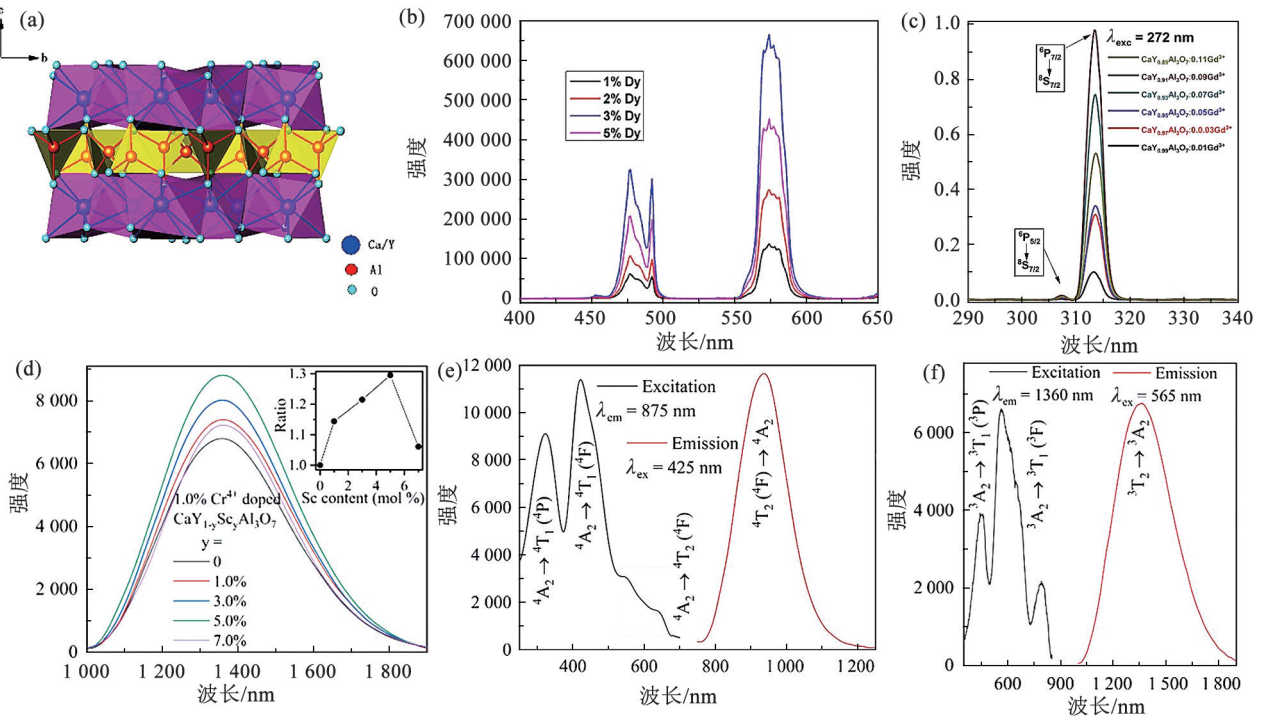 (a)
c
b
Ca/Y
Al
O
(b)
700 000
600 000
500 000
400 000
300 000
200 000
100 000
0
强度
1% Dy
2% Dy
3% Dy
5% Dy
400 450 500 550 600 650
波长/nm
(c)
λexc = 272 nm
1.0
0.8
0.6
0.4
0.2
0.0
强度
⁶P7/2
⁸S7/2
⁶P5/2
⁸S7/2
CaY0.89Al3O7:0.11Gd³⁺
CaY0.91Al3O7:0.09Gd³⁺
CaY0.93Al3O7:0.07Gd³⁺
CaY0.95Al3O7:0.05Gd³⁺
CaY0.97Al3O7:0.0.03Gd³⁺
CaY0.99Al3O7:0.01Gd³⁺
290 300 310 320 330 340
波长/nm
(d)
8 000
6 000
4 000
2 000
0
强度
1.3
1.2
1.1
1.0
Ratio
0 2 4 6
Sc content (mol %)
1.0% Cr⁴⁺ doped
CaY1-yScyAl3O7
y =
0
1.0%
3.0%
5.0%
7.0%
1 000 1 200 1 400 1 600 1 800
波长/nm
(e)
12 000
10 000
8 000
6 000
4 000
2 000
0
强度
Excitation
λem = 875 nm
Emission
λex = 425 nm
⁴A2 → ⁴T1 (⁴P)
⁴A2 → ⁴T1 (⁴F)
⁴A2 → ⁴T2 (⁴F)
⁴T2 (⁴F) → ⁴A2
400 600 800 1 000 1 200
波长/nm
(f)
Excitation
λem = 1360 nm
Emission
λex = 565 nm
6 000
4 000
2 000
0
强度
³A2 → ³T1 (³P)
³A2 → ³T1 (³F)
³T2 → ³A2
600 900 1 200 1 500 1 800
波长/nm